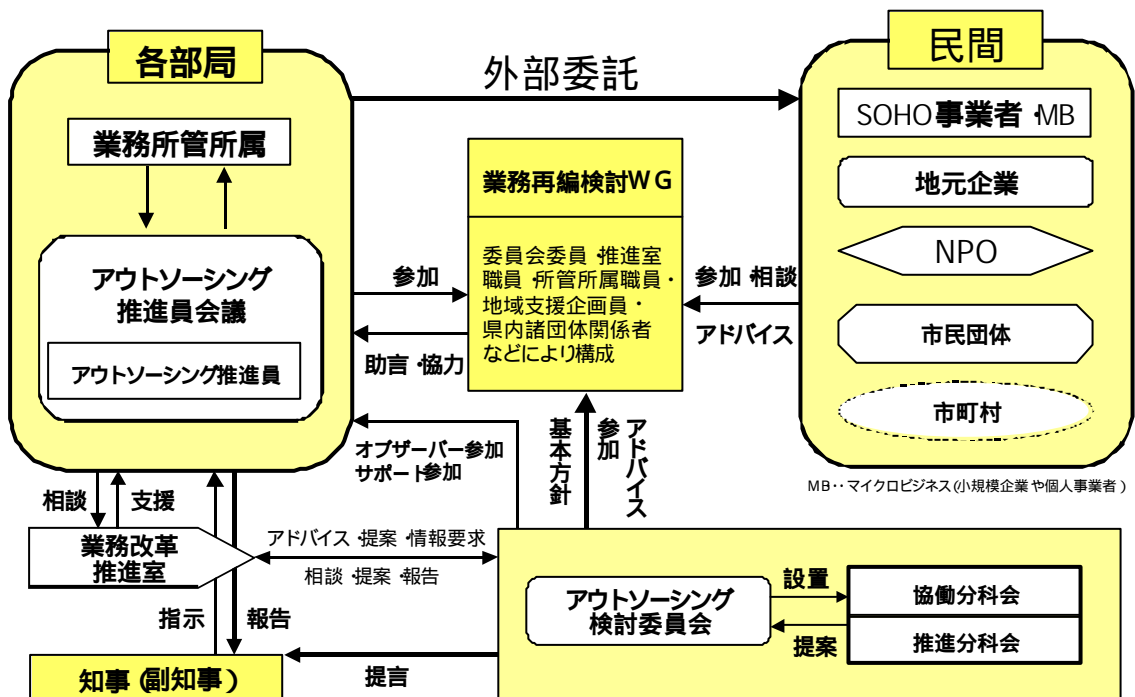 各部局
業務所管所属
アウトソーシング
推進員会議
アウトソーシング推進員
外部委託
業務再編検討WG
委員会委員・推進室
職員・所管所属職員・
地域支援企画員・
県内諸団体関係者
などにより構成
参加
助言・協力
参加・相談
アドバイス
民間
SOHO事業者・MB
地元企業
NPO
市民団体
市町村
MB‥マイクロビジネス(小規模企業や個人事業者)
オブザーバー参加
サポート参加
基本方針
参加
アドバイス
相談
支援
業務改革
推進室
アドバイス・提案・情報要求
相談・提案・報告
指示
報告
知事(副知事)
提言
アウトソーシング
検討委員会
設置
提案
協働分科会
推進分科会